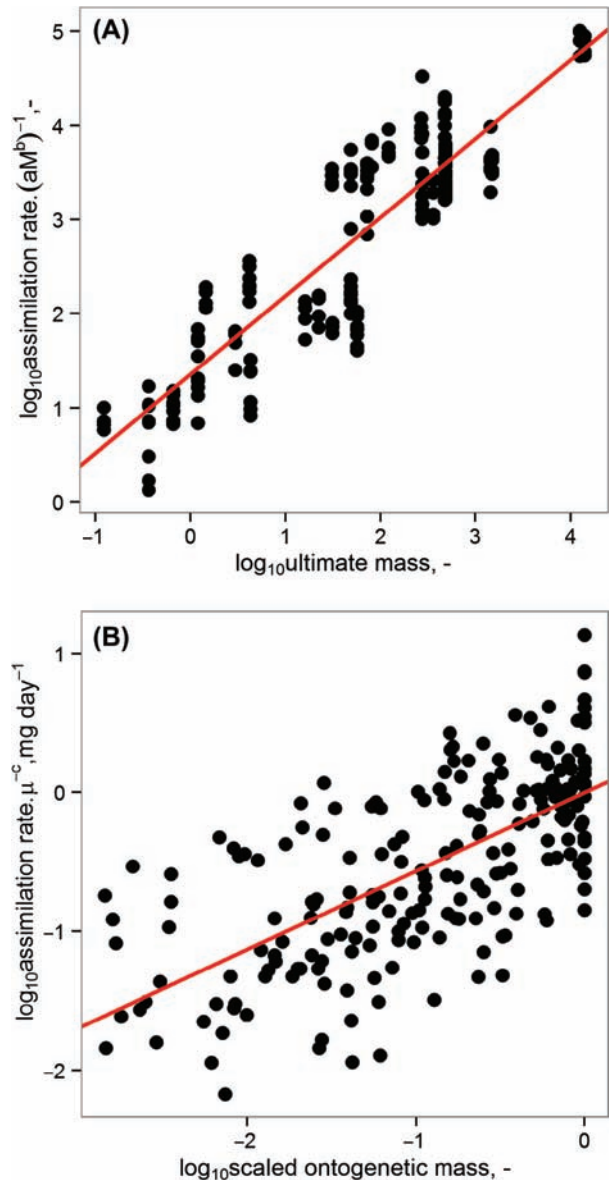 (A)
log₁₀assimilation rate.(aMᵇ)⁻¹,-
5
4
3
2
1
0
−1 0 1 2 3 4
log₁₀ultimate mass, -
(B)
log₁₀assimilation rate.μ⁻ᶜ,mg day⁻¹
1
0
−1
−2
−2 −1 0
log₁₀scaled ontogenetic mass, -